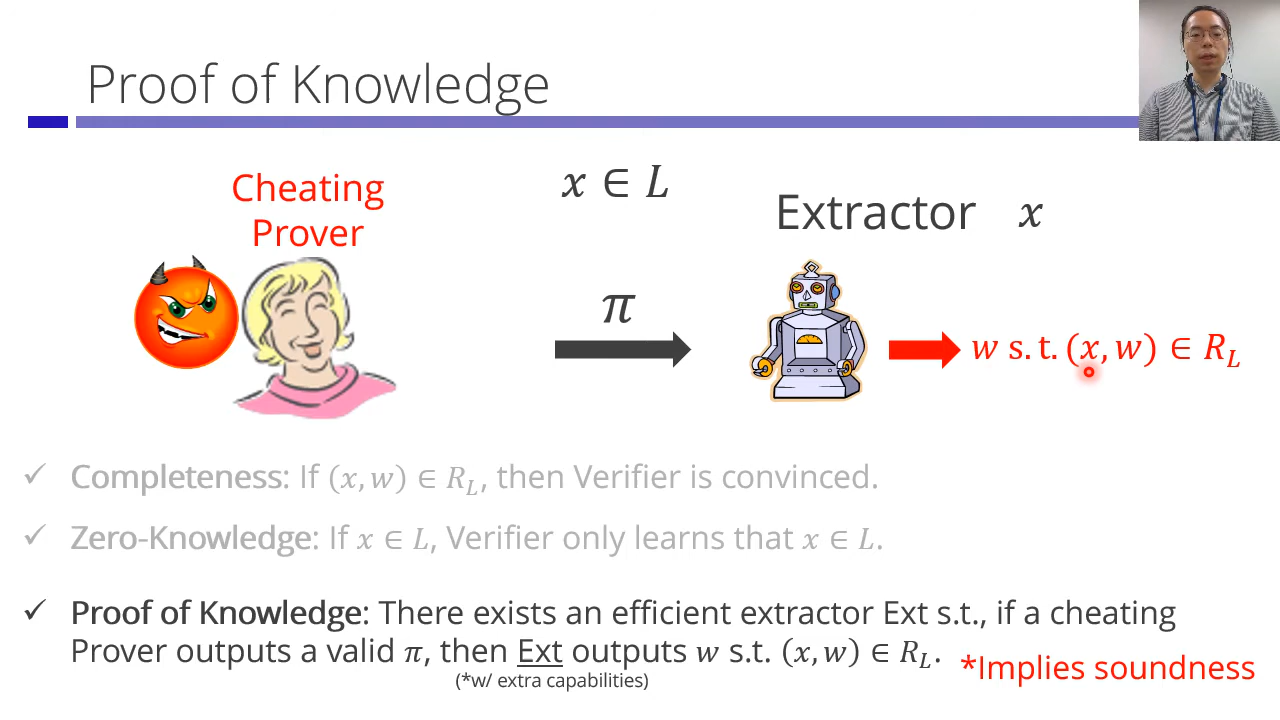 Proof of Knowledge
Cheating
Prover
x ∈ L
Extractor x
π
w s.t. (x, w) ∈ R_L
✓ Completeness: If (x, w) ∈ R_L, then Verifier is convinced.
✓ Zero-Knowledge: If x ∈ L, Verifier only learns that x ∈ L.
✓ Proof of Knowledge: There exists an efficient extractor Ext s.t., if a cheating
Prover outputs a valid π, then Ext outputs w s.t. (x, w) ∈ R_L.
(*w/ extra capabilities)
*Implies soundness